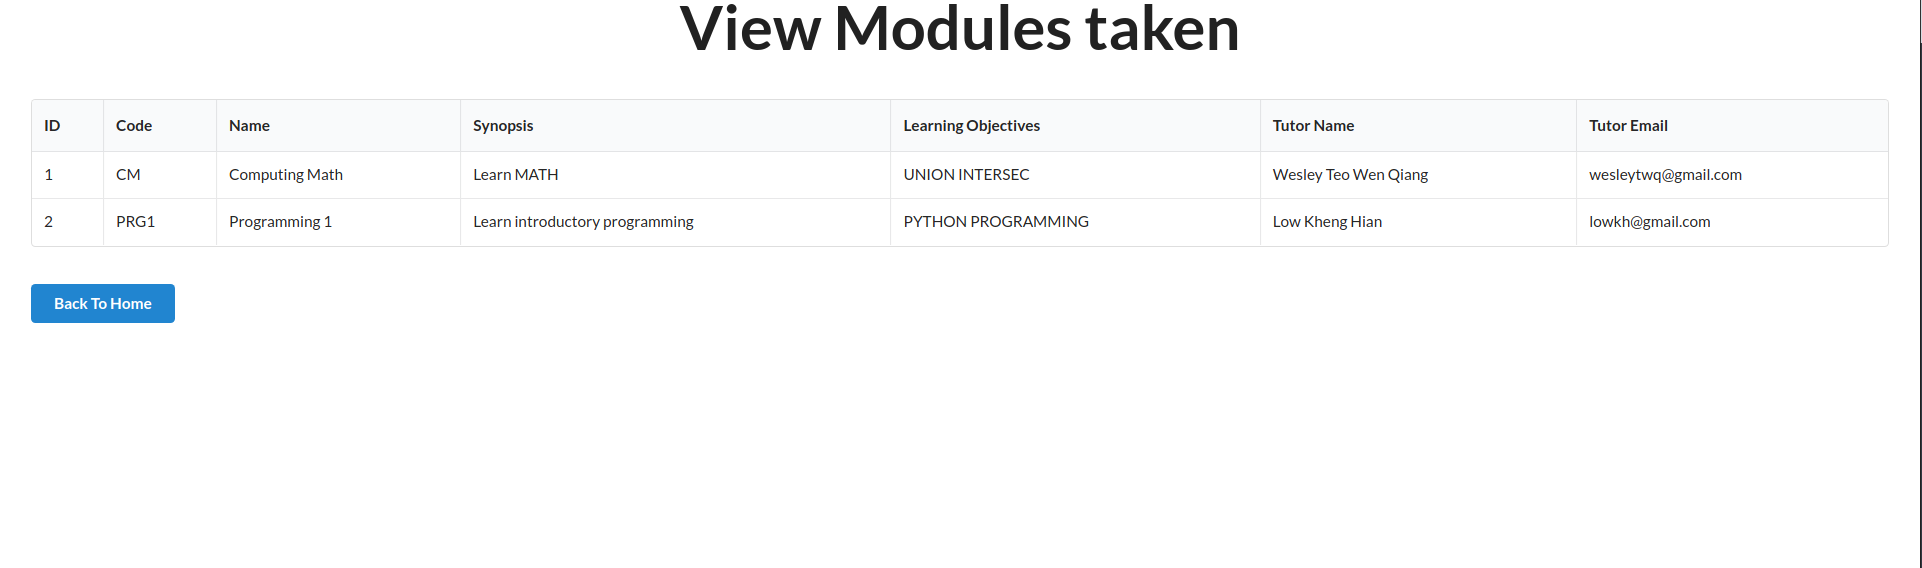 View Modules taken
ID Code Name Synopsis Learning Objectives Tutor Name Tutor Email
1 CM Computing Math Learn MATH UNION INTERSEC Wesley Teo Wen Qiang wesleytwq@gmail.com
2 PRG1 Programming 1 Learn introductory programming PYTHON PROGRAMMING Low Kheng Hian lowkh@gmail.com
Back To Home